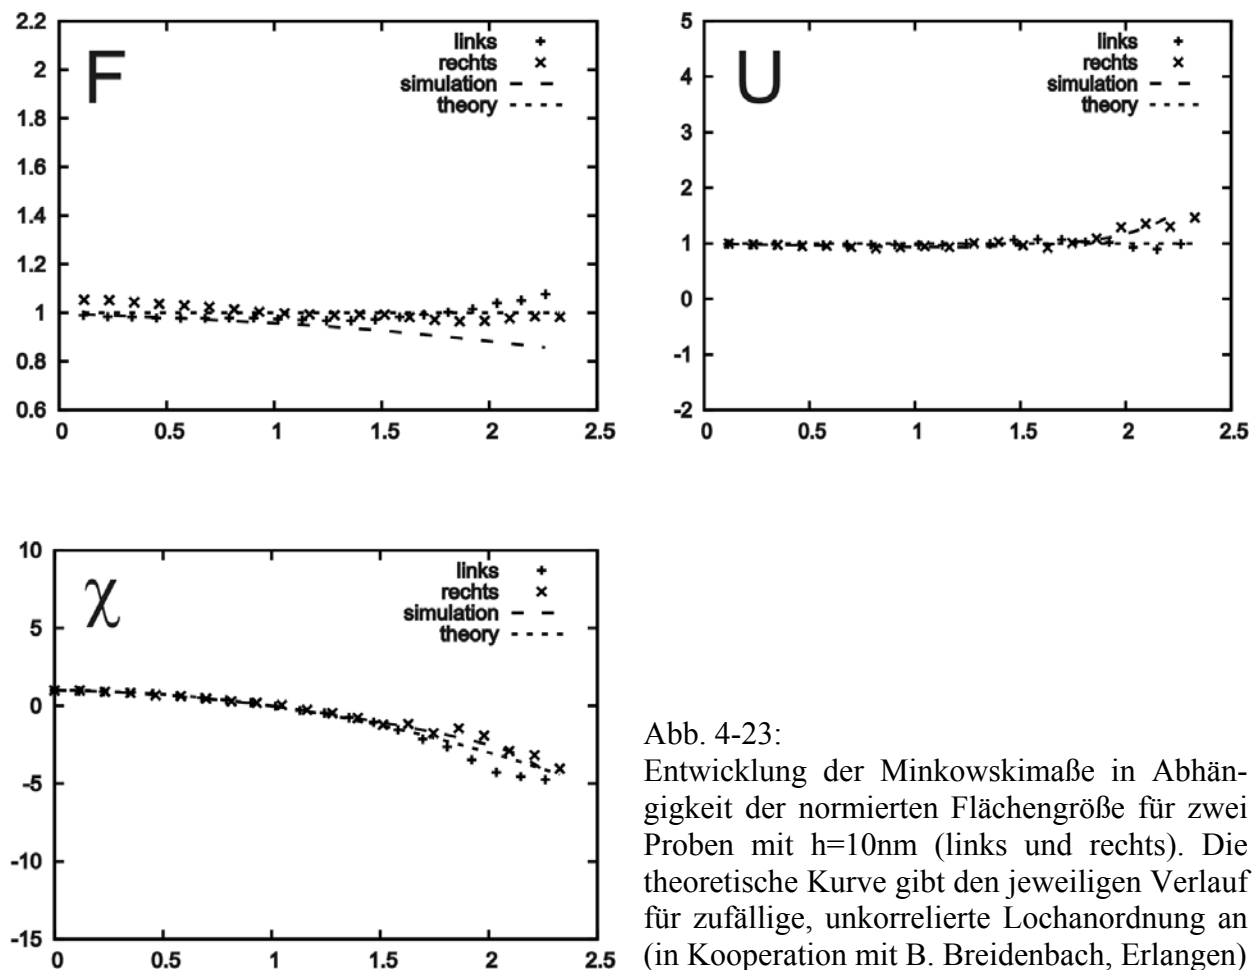 2.2
2
1.8
1.6
1.4
1.2
1
0.8
0.6
F
links
rechts
simulation
theory
0 0.5 1 1.5 2 2.5
5
4
3
2
1
0
-1
-2
U
links
rechts
simulation
theory
0 0.5 1 1.5 2 2.5
10
5
0
-5
-10
-15
χ
links
rechts
simulation
theory
0 0.5 1 1.5 2 2.5
Abb. 4-23:
Entwicklung der Minkowskimaße in Abhän-
gigkeit der normierten Flächengröße für zwei
Proben mit h=10nm (links und rechts). Die
theoretische Kurve gibt den jeweiligen Verlauf
für zufällige, unkorrelierte Lochanordnung an
(in Kooperation mit B. Breidenbach, Erlangen)